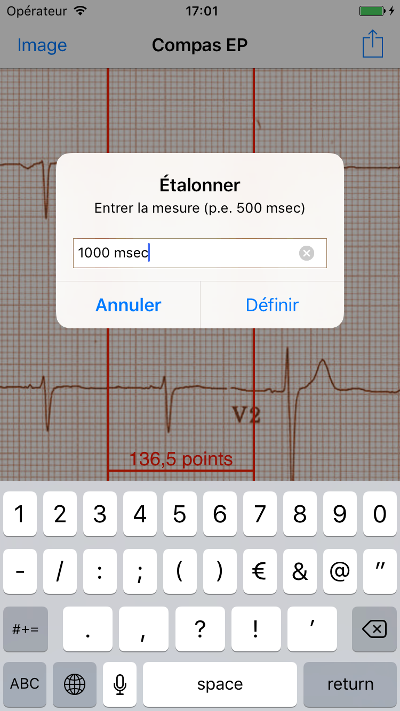 Opérateur 17:01
Image Compas EP
Étalonner
Entrer la mesure (p.e. 500 msec)
1000 msec
Annuler Définir
V2
136,5 points
1 2 3 4 5 6 7 8 9 0
- / : ; ( ) € & @ "
#+= . , ? ! ’
ABC space return